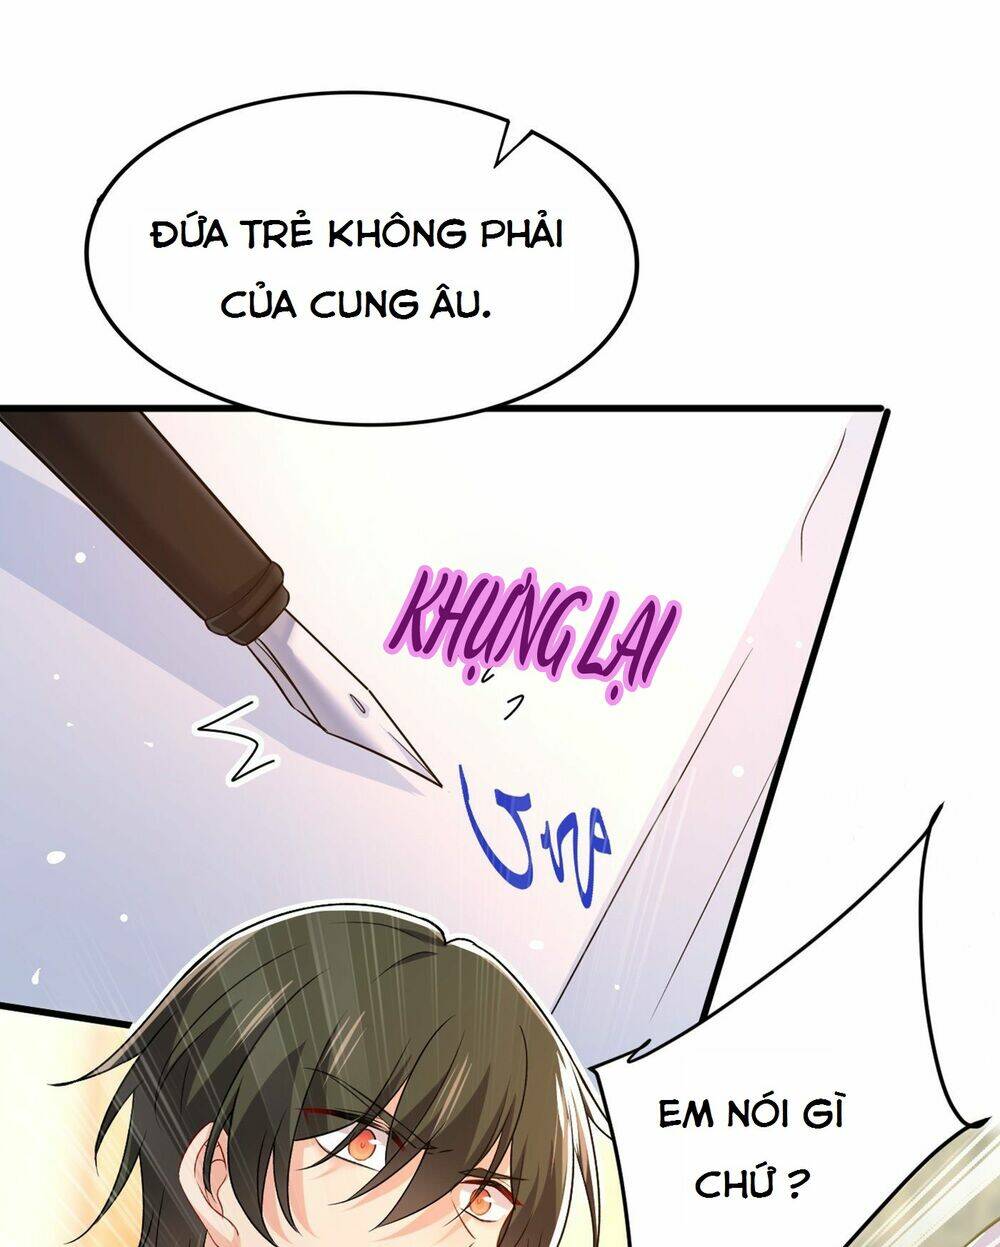 ĐỨA TRẺ KHÔNG PHẢI
CỦA CUNG ÂU.
KHỰNG LẠI
EM NÓI GÌ
CHỨ ?